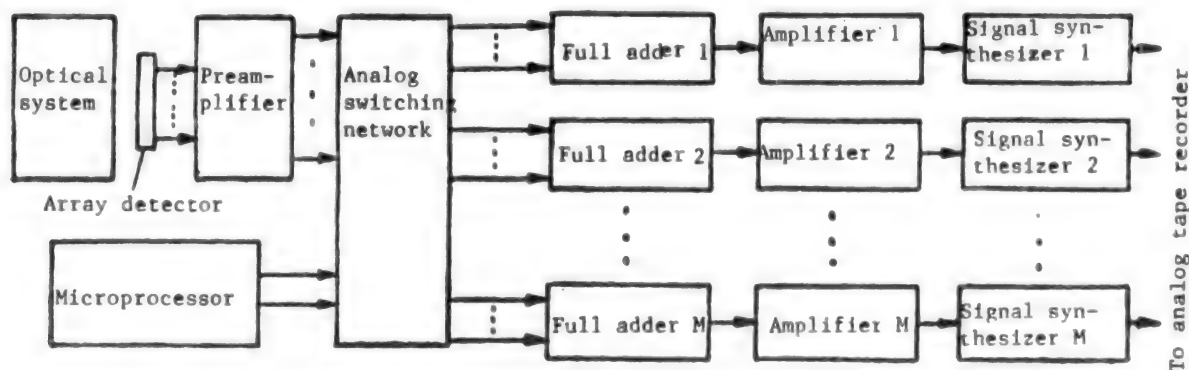 Optical
system
Pream-
plifier
Analog
switching
network
Array detector
Microprocessor
Full adder 1
Amplifier 1
Signal syn-
thesizer 1
Full adder 2
Amplifier 2
Signal syn-
thesizer 2
Full adder M
Amplifier M
Signal syn-
thesizer M
To analog tape recorder